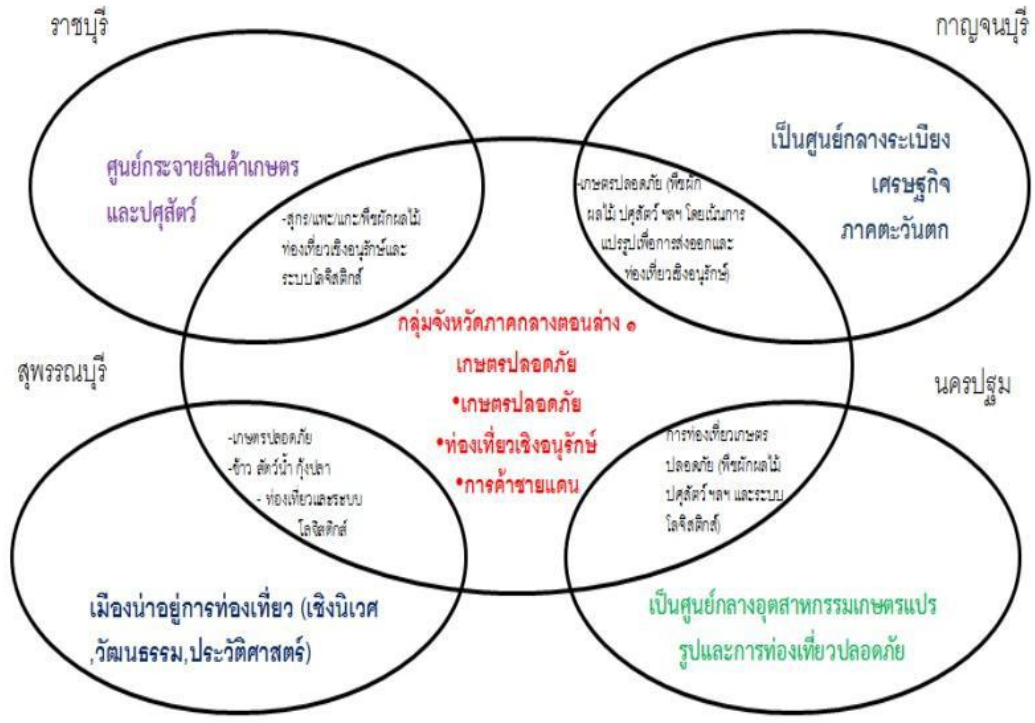 ราชบุรี
กาญจนบุรี
ศูนย์กระจายสินค้าเกษตร
และปศุสัตว์
-สุกร/แพะ/แกะ/พืชผักผลไม้
ท่องเที่ยวเชิงอนุรักษ์และ
ระบบโลจิสติกส์
-เกษตรปลอดภัย (พืชผัก
ผลไม้ ปศุสัตว์ ฯลฯ โดยเน้นการ
แปรรูปเพื่อการส่งออกและ
ท่องเที่ยวเชิงอนุรักษ์)
เป็นศูนย์กลางระเบียง
เศรษฐกิจ
ภาคตะวันตก
กลุ่มจังหวัดภาคกลางตอนล่าง ๑
เกษตรปลอดภัย
•เกษตรปลอดภัย
•ท่องเที่ยวเชิงอนุรักษ์
•การค้าชายแดน
สุพรรณบุรี
นครปฐม
-เกษตรปลอดภัย
-ข้าว สัตว์น้ำ กุ้งปลา
- ท่องเที่ยวและระบบ
โลจิสติกส์
การท่องเที่ยวเกษตร
ปลอดภัย (พืชผักผลไม้
ปศุสัตว์ ฯลฯ และระบบ
โลจิสติกส์)
เมืองน่าอยู่การท่องเที่ยว (เชิงนิเวศ
,วัฒนธรรม,ประวัติศาสตร์)
เป็นศูนย์กลางอุตสาหกรรมเกษตรแปร
รูปและการท่องเที่ยวปลอดภัย